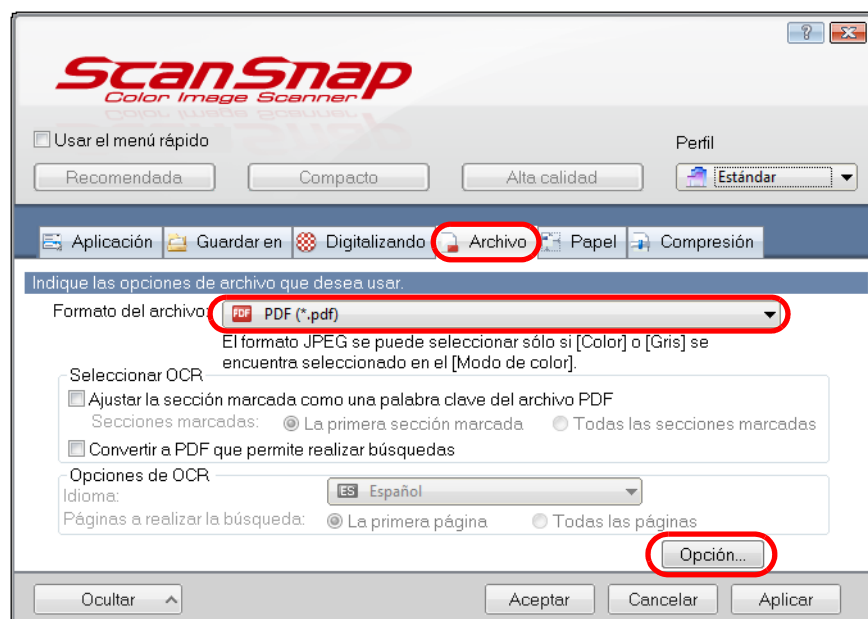 ScanSnap
Color Image Scanner
Usar el menú rápido
Perfil
Recomendada Compacto Alta calidad Estándar
Aplicación Guardar en Digitalizando Archivo Papel Compresión
Indique las opciones de archivo que desea usar.
Formato del archivo: PDF PDF (*.pdf)
El formato JPEG se puede seleccionar sólo si [Color] o [Gris] se
encuentra seleccionado en el [Modo de color].
Seleccionar OCR
Ajustar la sección marcada como una palabra clave del archivo PDF
Secciones marcadas: La primera sección marcada Todas las secciones marcadas
Convertir a PDF que permite realizar búsquedas
Opciones de OCR
Idioma: ES Español
Páginas a realizar la búsqueda: La primera página Todas las páginas
Opción...
Ocultar Aceptar Cancelar Aplicar